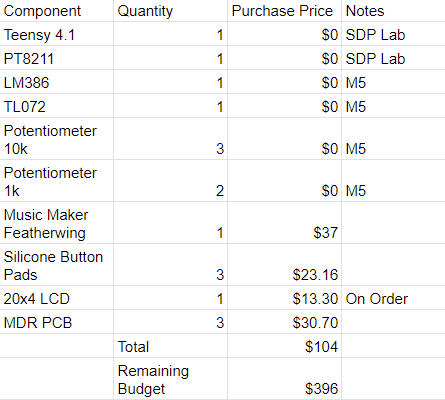 Component Quantity Purchase Price Notes
Teensy 4.1 1 $0 SDP Lab
PT8211 1 $0 SDP Lab
LM386 1 $0 M5
TL072 1 $0 M5
Potentiometer
10k 3 $0 M5
Potentiometer
1k 2 $0 M5
Music Maker
Featherwing 1 $37
Silicone Button
Pads 3 $23.16
20x4 LCD 1 $13.30 On Order
MDR PCB 3 $30.70
Total $104
Remaining
Budget $396